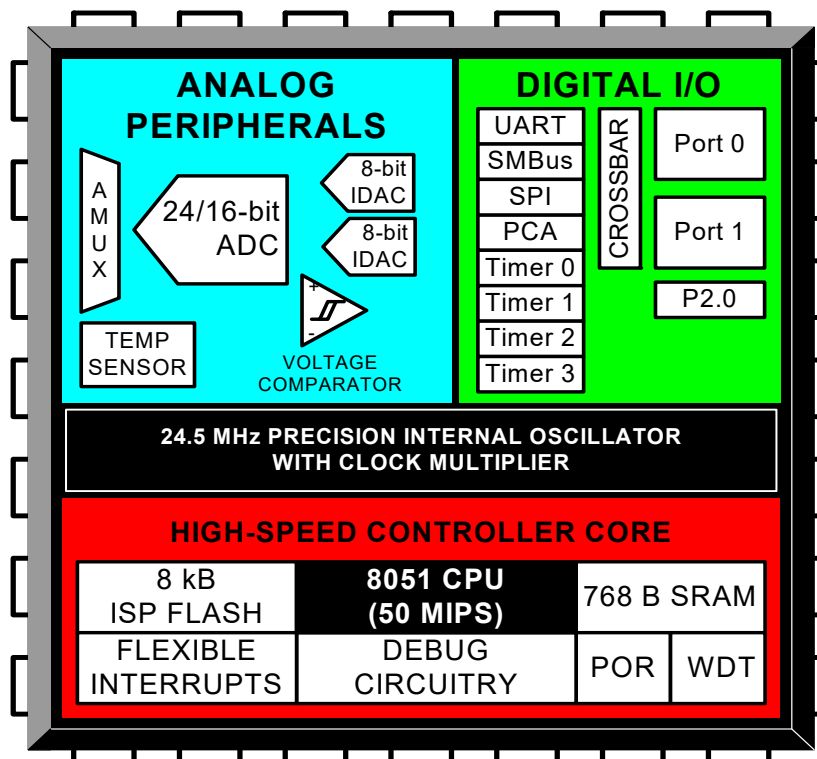 ANALOG
PERIPHERALS
A
M
U
X
24/16-bit
ADC
8-bit
IDAC
8-bit
IDAC
+
-
TEMP
SENSOR
VOLTAGE
COMPARATOR
DIGITAL I/O
UART
SMBus
SPI
PCA
Timer 0
Timer 1
Timer 2
Timer 3
CROSSBAR
Port 0
Port 1
P2.0
24.5 MHz PRECISION INTERNAL OSCILLATOR
WITH CLOCK MULTIPLIER
HIGH-SPEED CONTROLLER CORE
8 kB
ISP FLASH
8051 CPU
(50 MIPS)
768 B SRAM
FLEXIBLE
INTERRUPTS
DEBUG
CIRCUITRY
POR
WDT